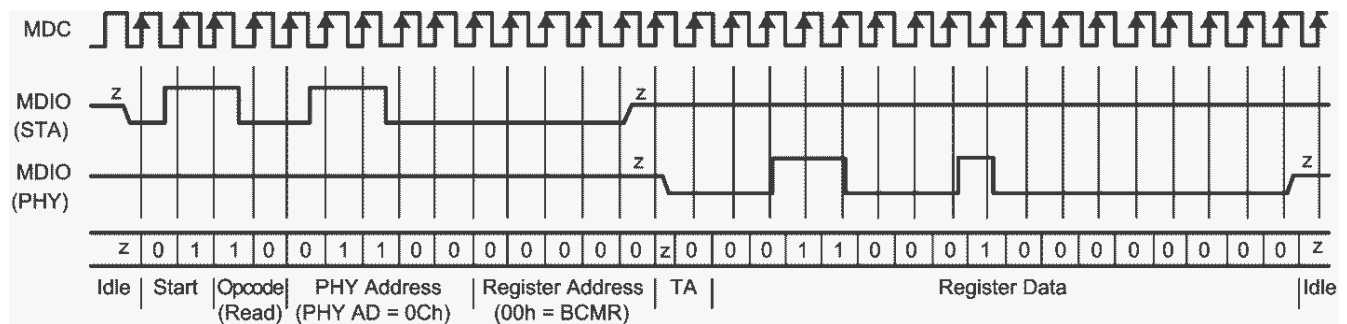 MDC
z z
MDIO
(STA)
z z
MDIO
(PHY)
z 0 1 1 0 0 1 1 0 0 0 0 0 0 0 z 0 0 0 1 1 0 0 0 1 0 0 0 0 0 0 0 0 z
Idle Start Opcode PHY Address Register Address TA Register Data Idle
(Read) (PHY AD = 0Ch) (00h = BCMR)